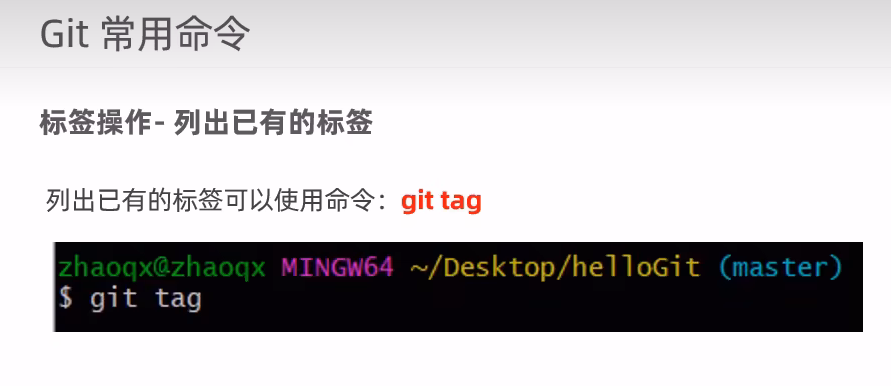 Git 常用命令
标签操作- 列出已有的标签
列出已有的标签可以使用命令：git tag
zhaoqx@zhaoqx MINGW64 ~/Desktop/helloGit (master)
$ git tag